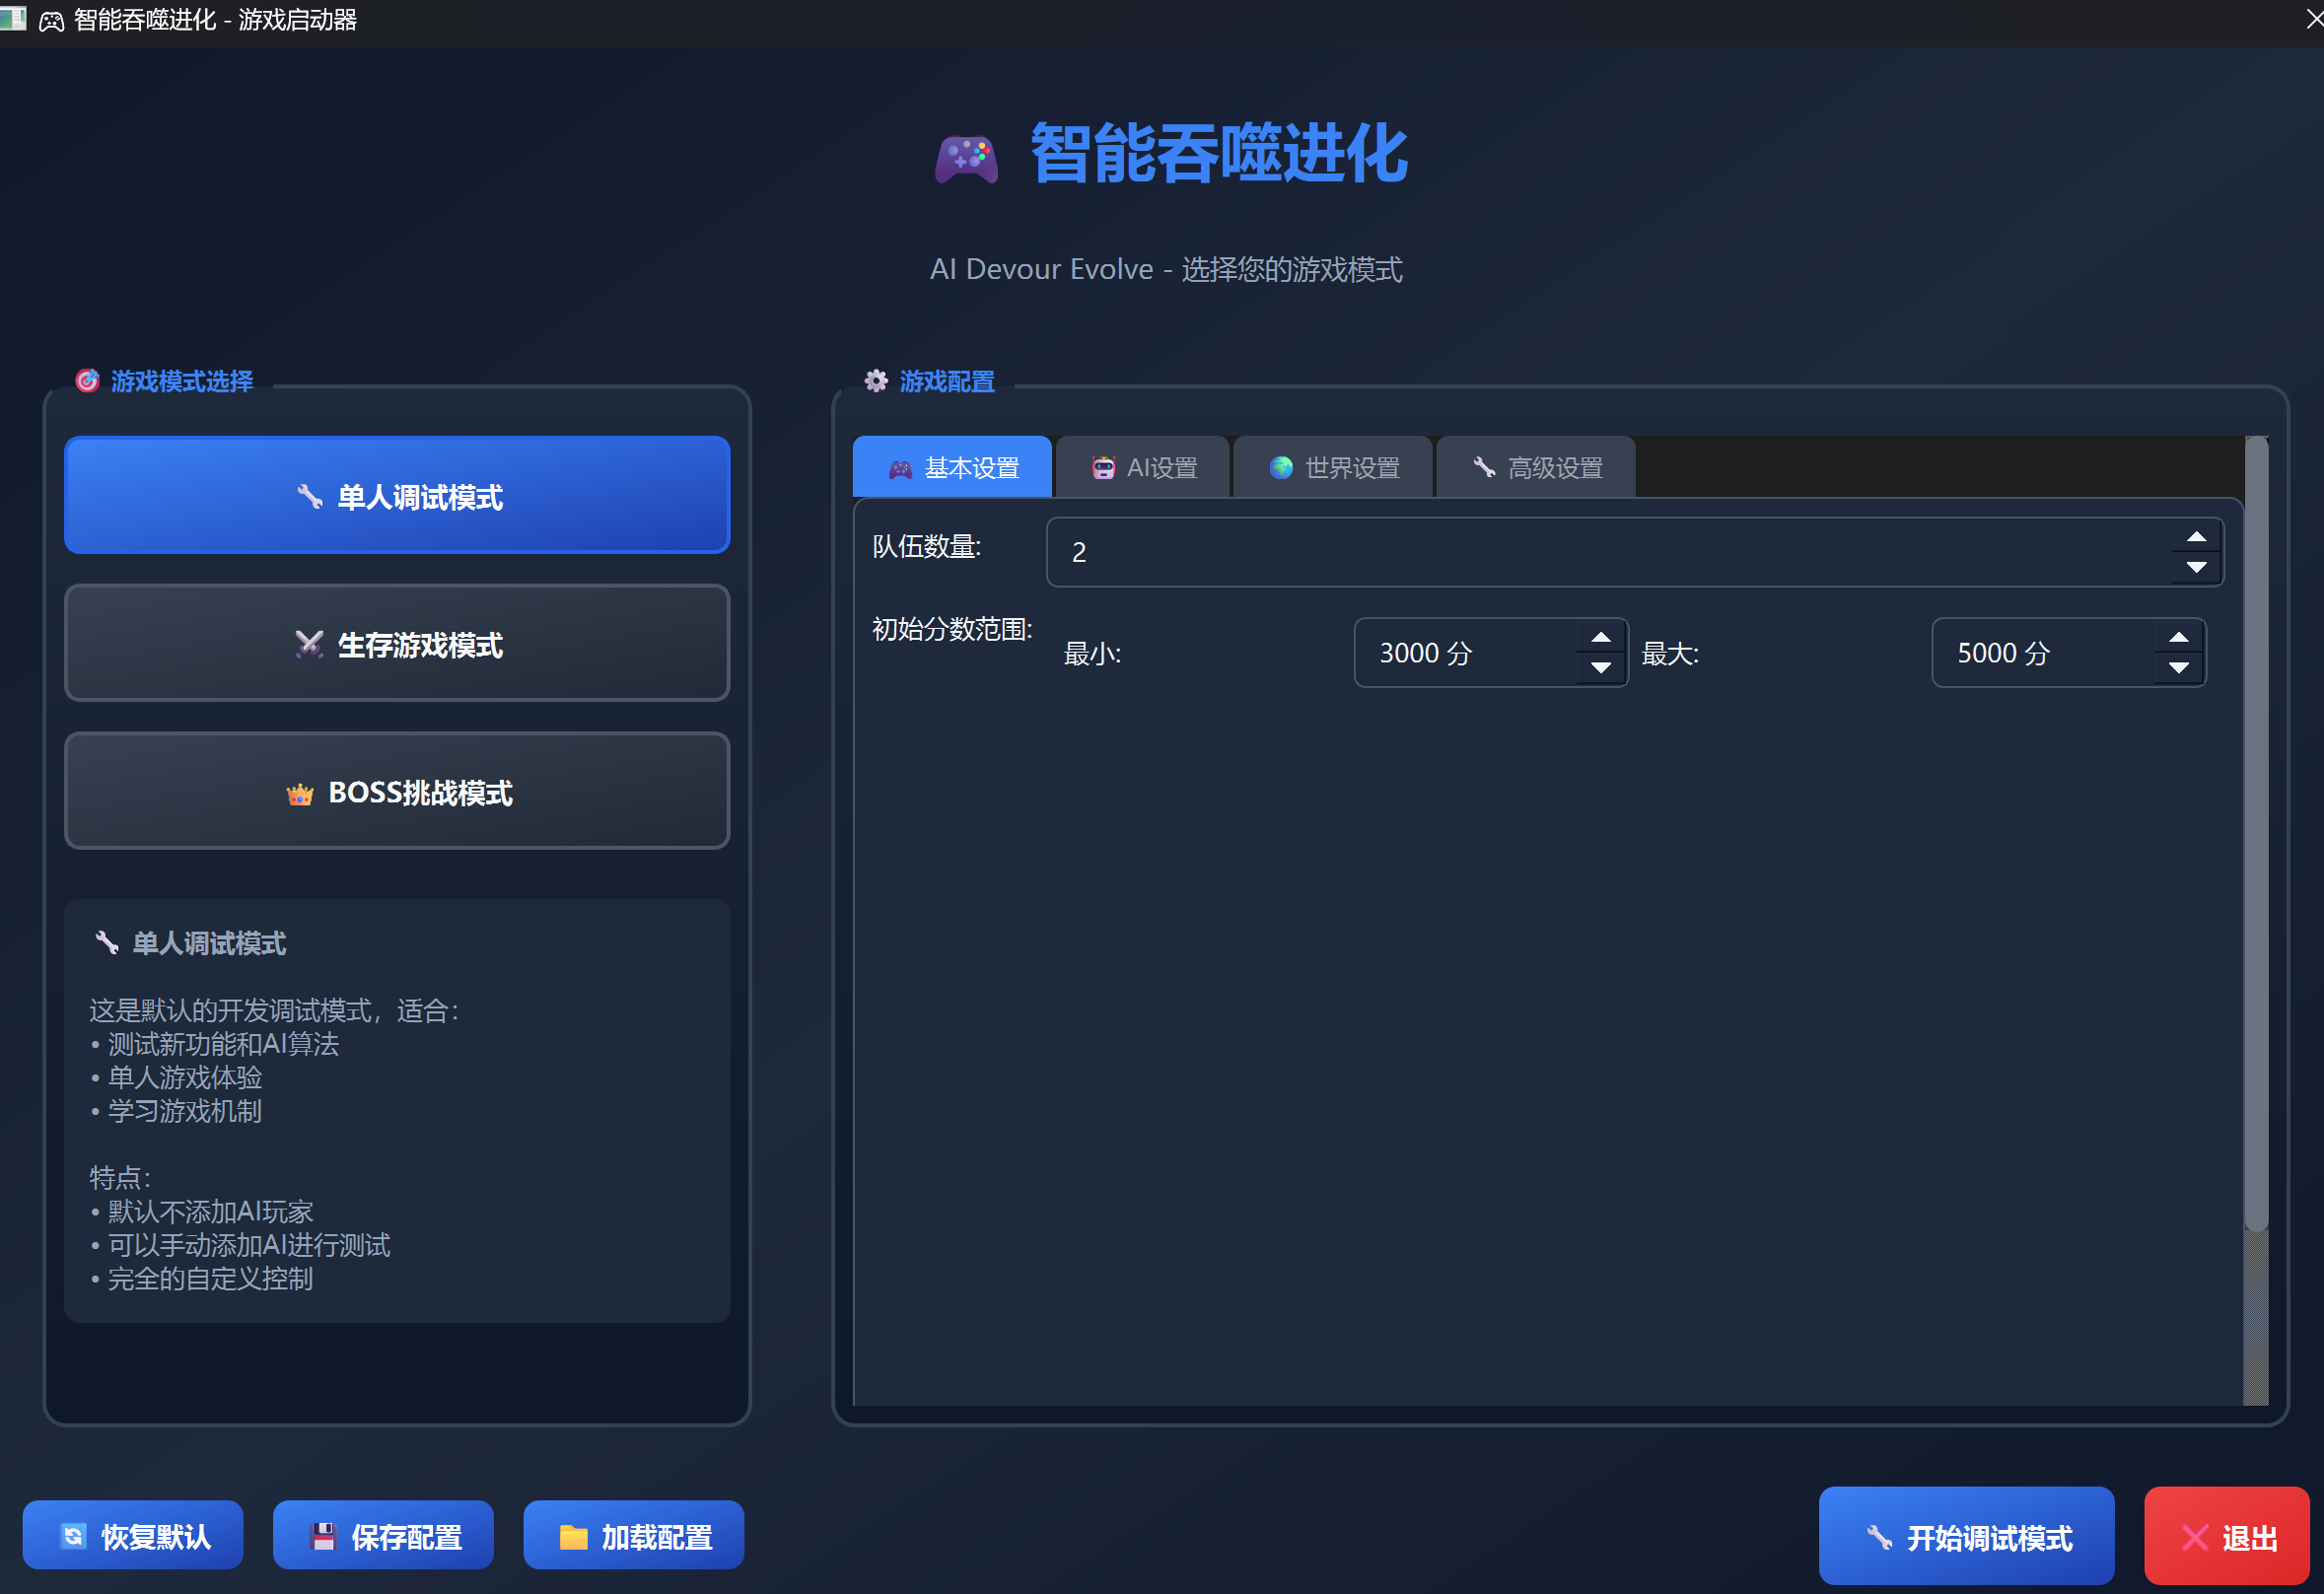 智能吞噬进化 - 游戏启动器
智能吞噬进化
AI Devour Evolve - 选择您的游戏模式
游戏模式选择
单人调试模式
生存游戏模式
BOSS挑战模式
单人调试模式
这是默认的开发调试模式，适合：
• 测试新功能和AI算法
• 单人游戏体验
• 学习游戏机制
特点：
• 默认不添加AI玩家
• 可以手动添加AI进行测试
• 完全的自定义控制
游戏配置
基本设置
AI设置
世界设置
高级设置
队伍数量:
2
初始分数范围:
最小:
3000 分
最大:
5000 分
恢复默认
保存配置
加载配置
开始调试模式
退出